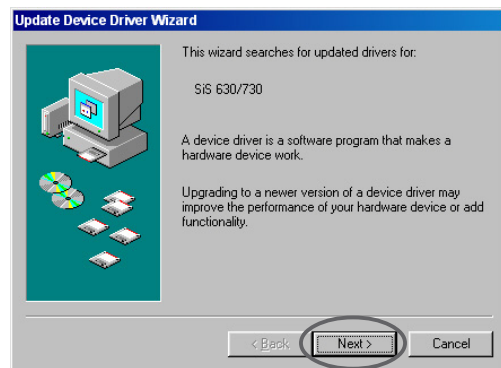 Update Device Driver Wizard
This wizard searches for updated drivers for:
SiS 630/730
A device driver is a software program that makes a
hardware device work.
Upgrading to a newer version of a device driver may
improve the performance of your hardware device or add
functionality.
< Back
Next >
Cancel